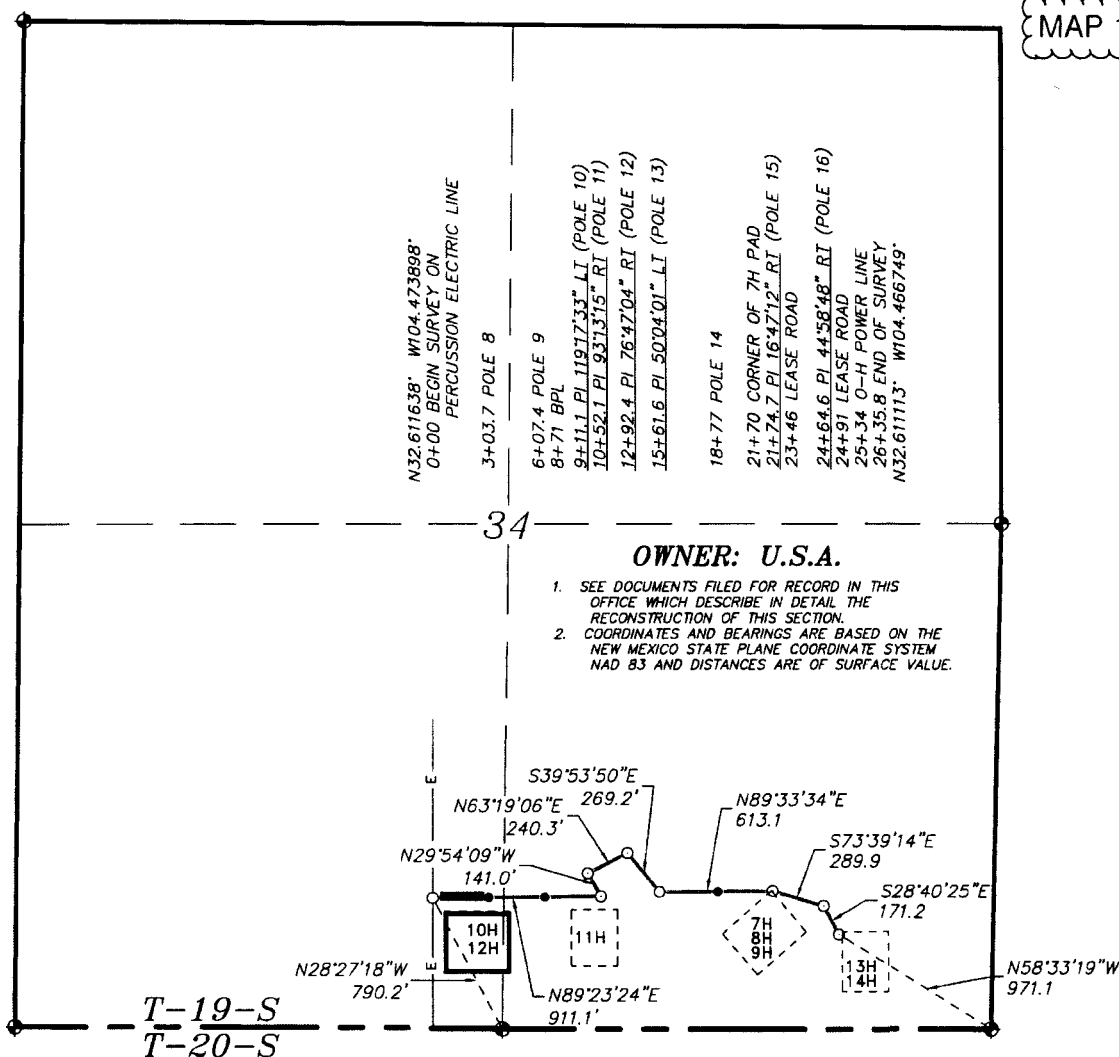 MAP
N32.611638° W104.473898°
0+00 BEGIN SURVEY ON
PERCUSSION ELECTRIC LINE
3+03.7 POLE 8
6+07.4 POLE 9
8+71 BPL
9+11.1 PI 119°17'33" LT (POLE 10)
10+52.1 PI 93°13'15" RT (POLE 11)
12+92.4 PI 76°47'04" RT (POLE 12)
15+61.6 PI 50°04'01" LT (POLE 13)
18+77 POLE 14
21+70 CORNER OF 7H PAD
21+74.7 PI 16°47'12" RT (POLE 15)
23+46 LEASE ROAD
24+64.6 PI 44°58'48" RT (POLE 16)
24+91 LEASE ROAD
25+34 O-H POWER LINE
26+35.8 END OF SURVEY
N32.611113° W104.466749°
34
OWNER: U.S.A.
1. SEE DOCUMENTS FILED FOR RECORD IN THIS
OFFICE WHICH DESCRIBE IN DETAIL THE
RECONSTRUCTION OF THIS SECTION.
2. COORDINATES AND BEARINGS ARE BASED ON THE
NEW MEXICO STATE PLANE COORDINATE SYSTEM
NAD 83 AND DISTANCES ARE OF SURFACE VALUE.
E
S39°53'50"E
269.2'
N63°19'06"E
240.3'
N89°33'34"E
613.1
N29°54'09"W
141.0'
S73°39'14"E
289.9
S28°40'25"E
171.2
10H
12H
11H
7H
8H
9H
13H
14H
E
N28°27'18"W
790.2'
N89°23'24"E
911.1'
N58°33'19"W
971.1
T-19-S
T-20-S